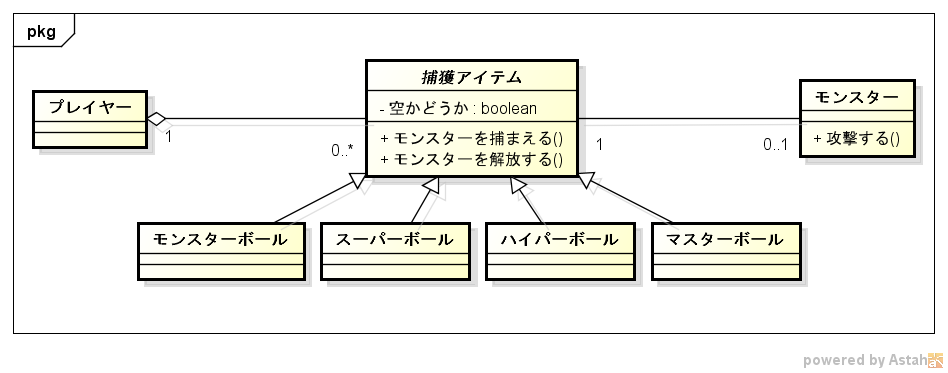 pkg
プレイヤー
捕獲アイテム
- 空かどうか : boolean
+ モンスターを捕まえる()
+ モンスターを解放する()
モンスター
+ 攻撃する()
1
0..*
1
0..1
モンスターボール
スーパーボール
ハイパーボール
マスターボール
powered by Astah